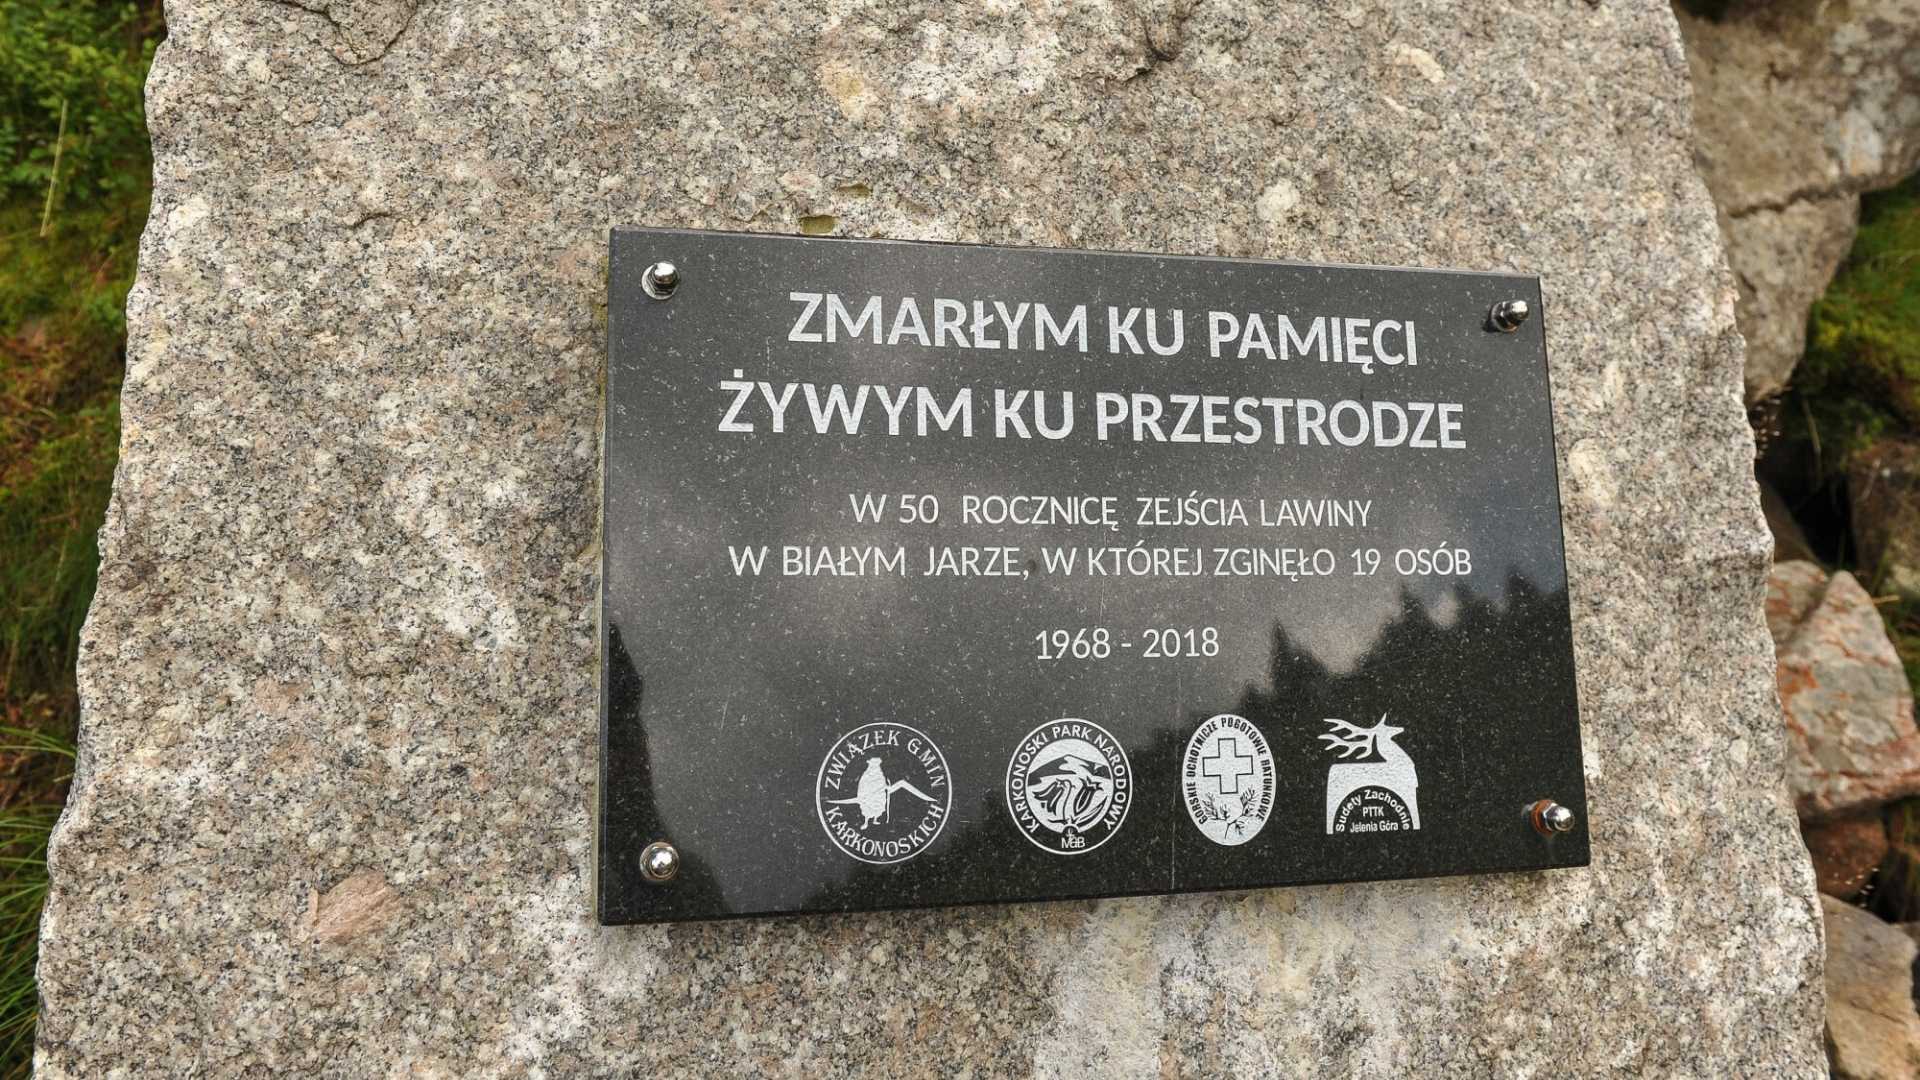 ZMARŁYM KU PAMIĘCI
ŻYWYM KU PRZESTRODZE
W 50 ROCZNICĘ ZEJŚCIA LAWINY
W BIAŁYM JARZE, W KTÓREJ ZGINĘŁO 19 OSÓB
1968 - 2018
ZWIĄZEK GMIN KARKONOSKICH
KARKONOSKI PARK NARODOWY
MaB
GÓRSKIE OCHOTNICZE POGOTOWIE RATUNKOWE
Sudety Zachodnie
PTTK
Jelenia Góra